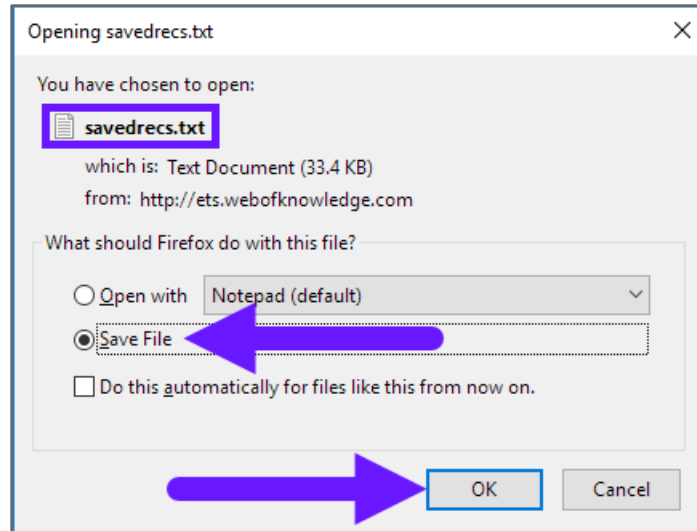 Opening savedrecs.txt
You have chosen to open:
savedrecs.txt
which is: Text Document (33.4 KB)
from: http://ets.webofknowledge.com
What should Firefox do with this file?
Open with Notepad (default)
Save File
Do this automatically for files like this from now on.
OK Cancel